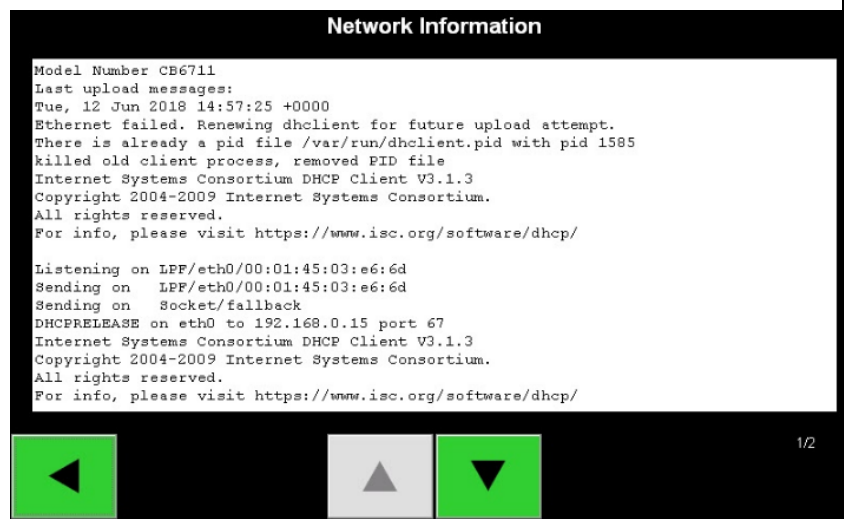 Network Information
Model Number CB6711
Last upload messages:
Tue, 12 Jun 2018 14:57:25 +0000
Ethernet failed. Renewing dhclient for future upload attempt.
There is already a pid file /var/run/dhclient.pid with pid 1585
killed old client process, removed PID file
Internet Systems Consortium DHCP Client V3.1.3
Copyright 2004-2009 Internet Systems Consortium.
All rights reserved.
For info, please visit https://www.isc.org/software/dhcp/
Listening on LPF/eth0/00:01:45:03:e6:6d
Sending on   LPF/eth0/00:01:45:03:e6:6d
Sending on   Socket/fallback
DHCPRELEASE on eth0 to 192.168.0.15 port 67
Internet Systems Consortium DHCP Client V3.1.3
Copyright 2004-2009 Internet Systems Consortium.
All rights reserved.
For info, please visit https://www.isc.org/software/dhcp/
1/2